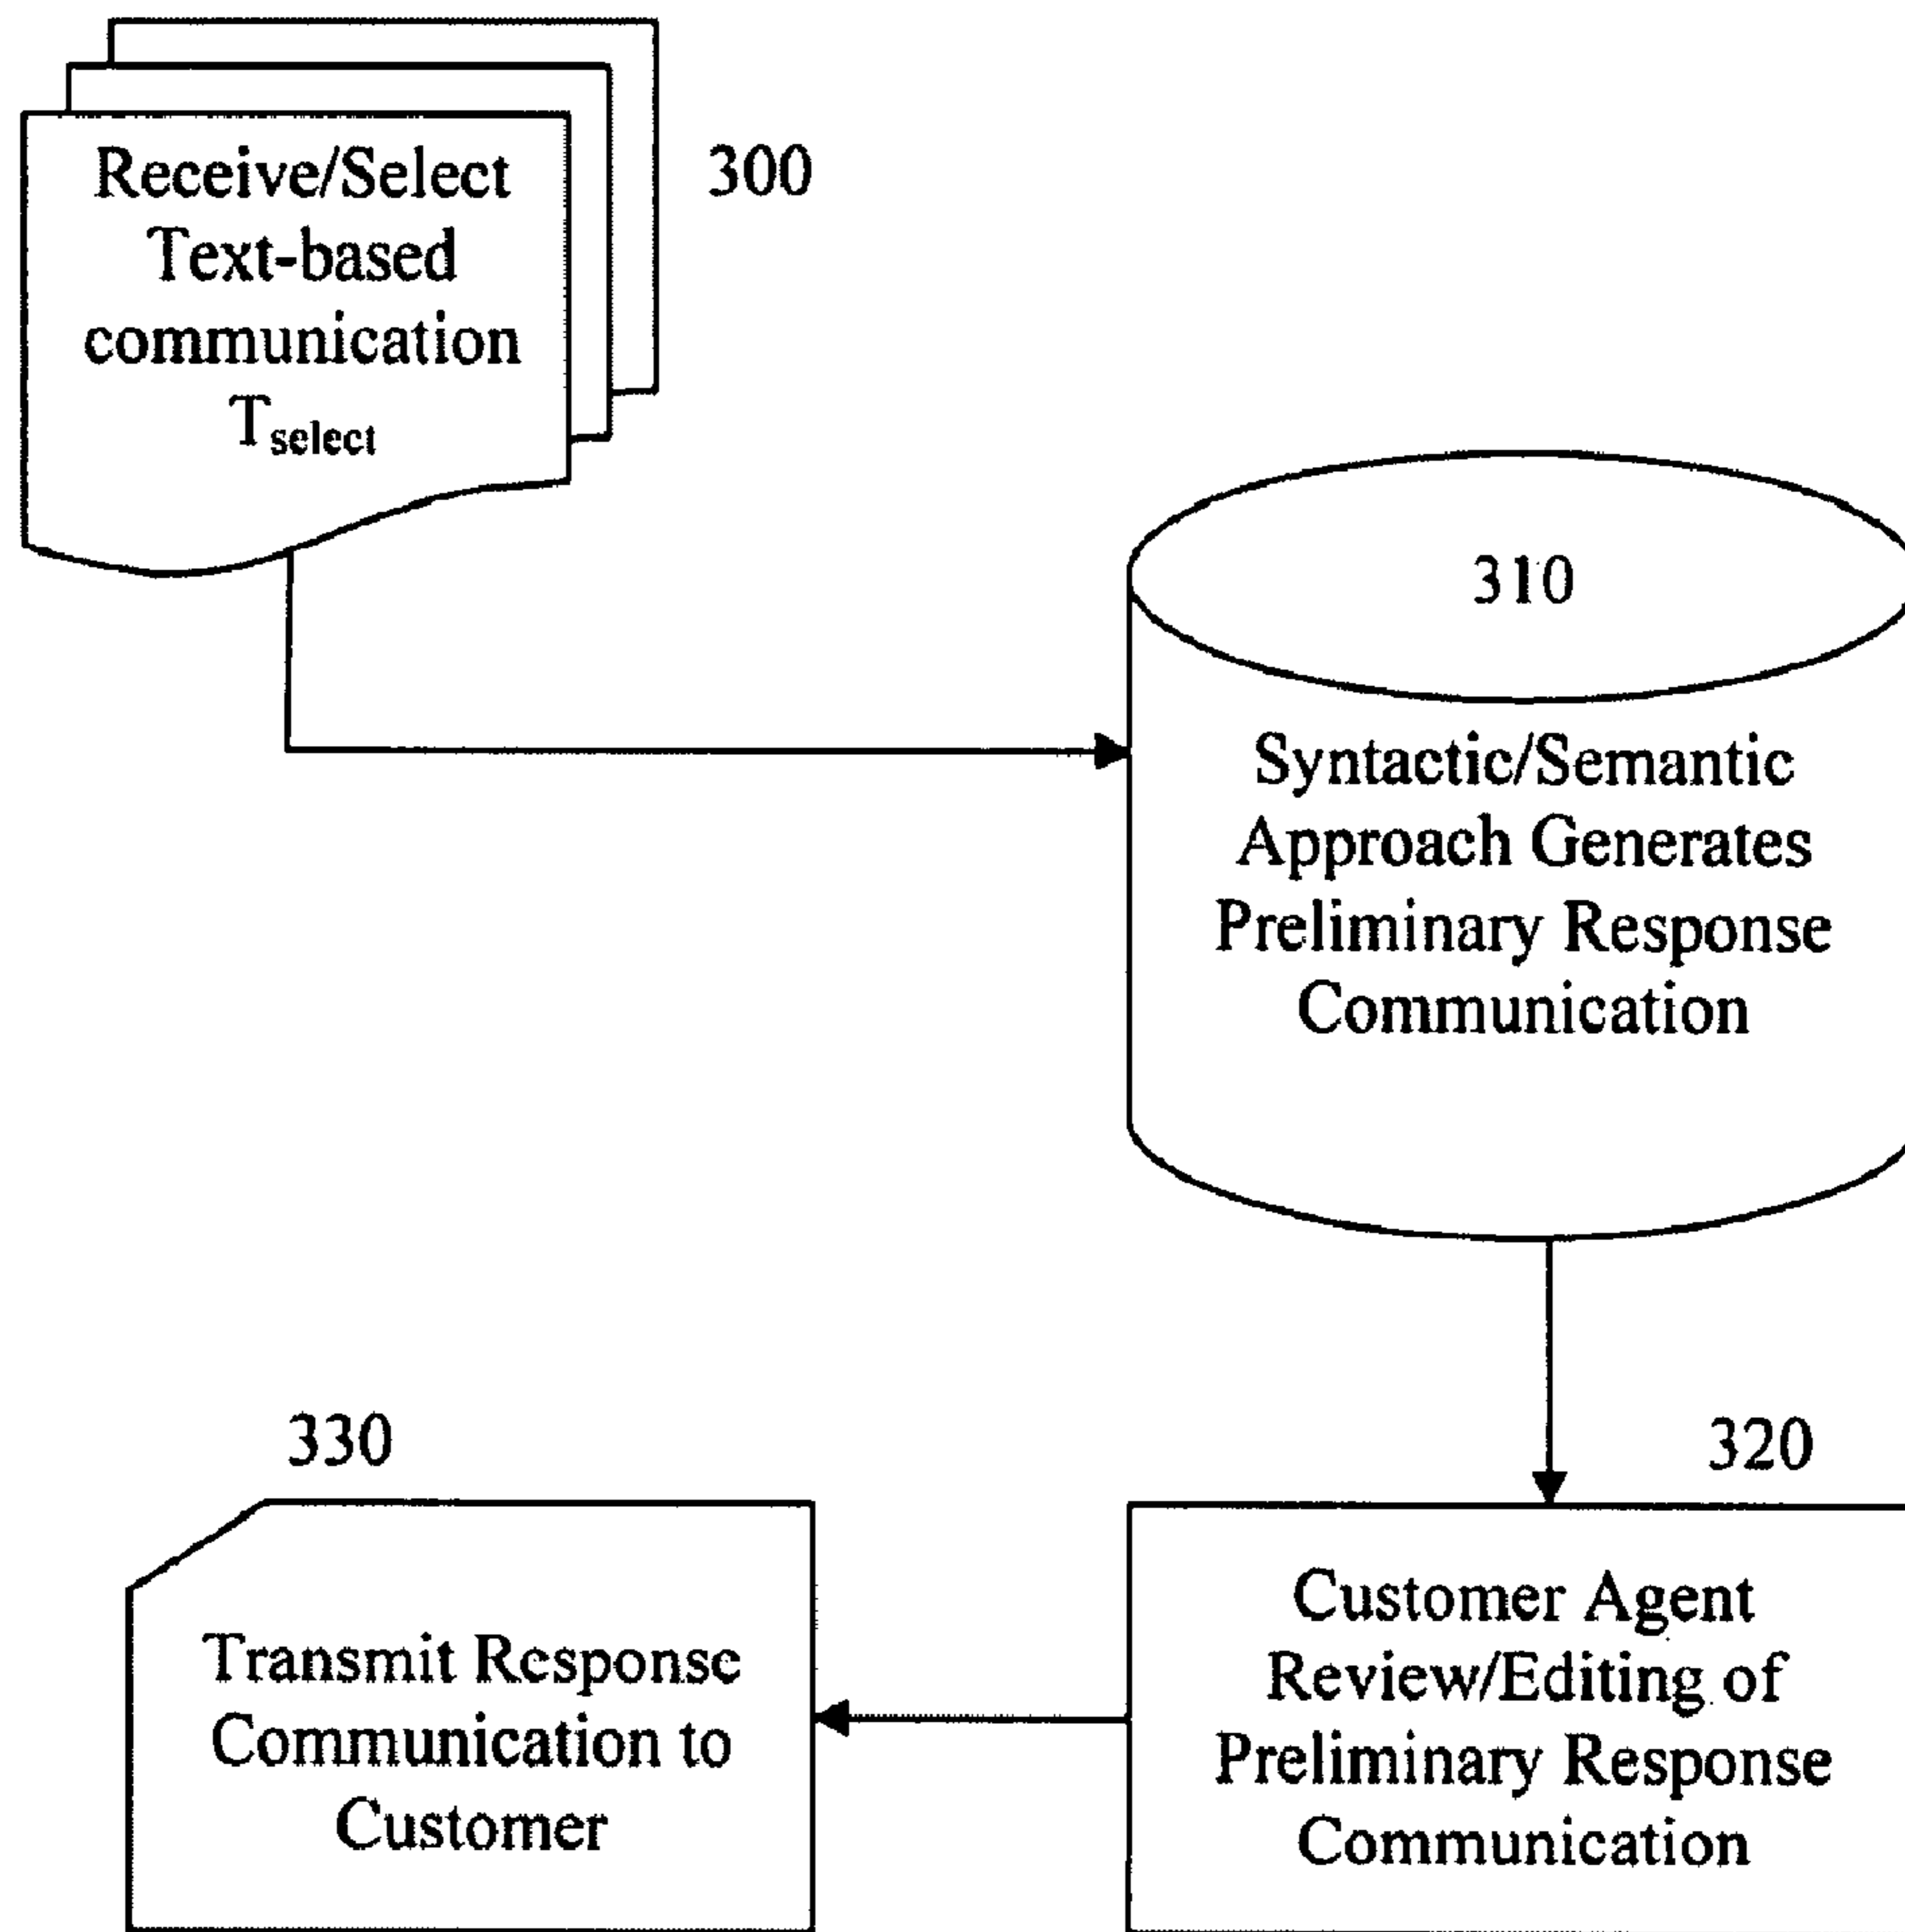 Receive/Select
Text-based
communication
Tselect
300
310
Syntactic/Semantic
Approach Generates
Preliminary Response
Communication
330
320
Transmit Response
Communication to
Customer
Customer Agent
Review/Editing of
Preliminary Response
Communication